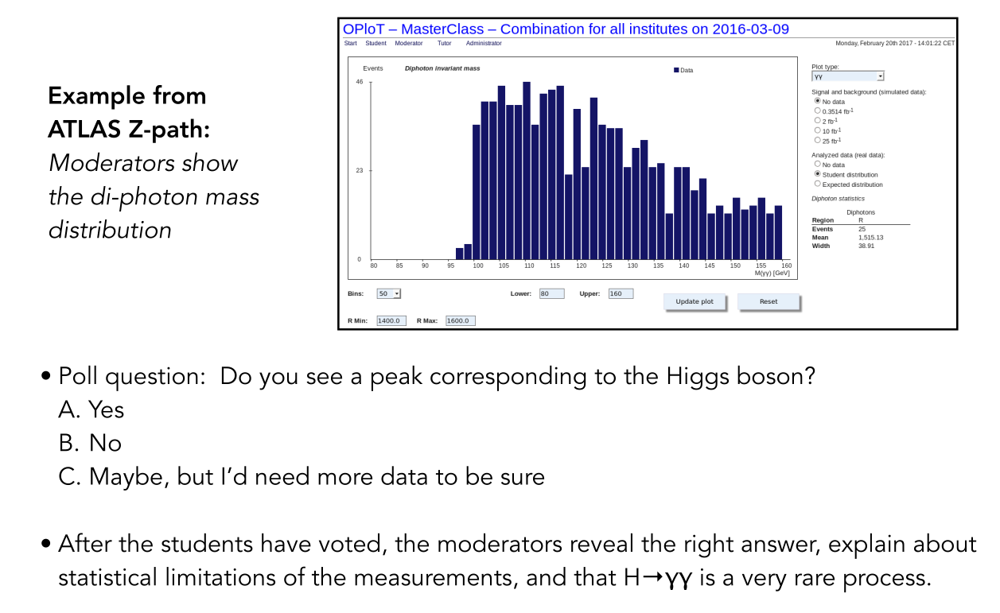 Example from
ATLAS Z-path:
Moderators show
the di-photon mass
distribution
OPloT – MasterClass – Combination for all institutes on 2016-03-09
Start Student Moderator Tutor Administrator
Monday, February 20th 2017 - 14:01:22 CET
Events Diphoton invariant mass Data
46
23
0
80 85 90 95 100 105 110 115 120 125 130 135 140 145 150 155 160
M(γγ) [GeV]
Plot type:
γγ
Signal and background (simulated data):
No data
0.3514 fb-1
2 fb-1
10 fb-1
25 fb-1
Analyzed data (real data):
No data
Student distribution
Expected distribution
Diphoton statistics
Diphotons
Region R
Events 25
Mean 1,515.13
Width 38.91
Bins: 50 Lower: 80 Upper: 160 Update plot Reset
R Min: 1400.0 R Max: 1600.0
• Poll question: Do you see a peak corresponding to the Higgs boson?
A. Yes
B. No
C. Maybe, but I’d need more data to be sure
• After the students have voted, the moderators reveal the right answer, explain about
statistical limitations of the measurements, and that H→γγ is a very rare process.